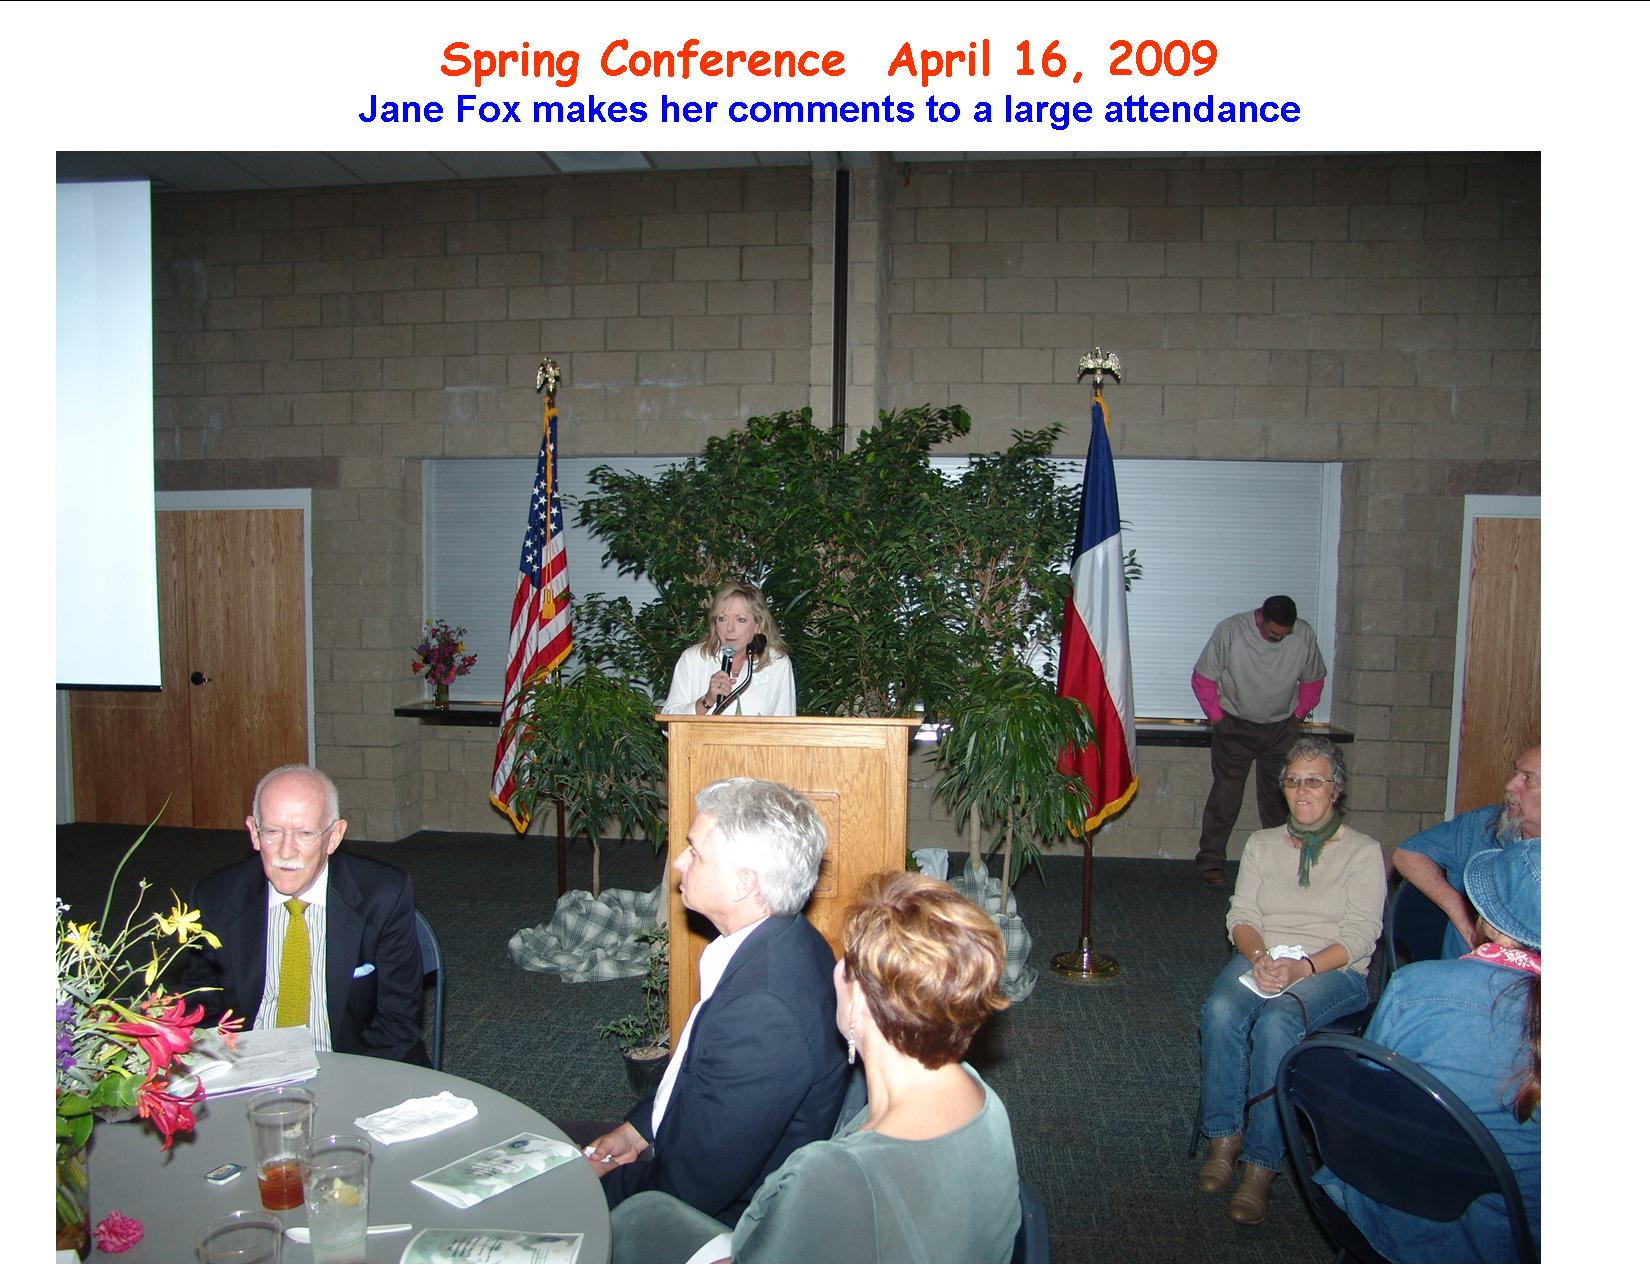 Spring Conference  April 16, 2009
Jane Fox makes her comments to a large attendance